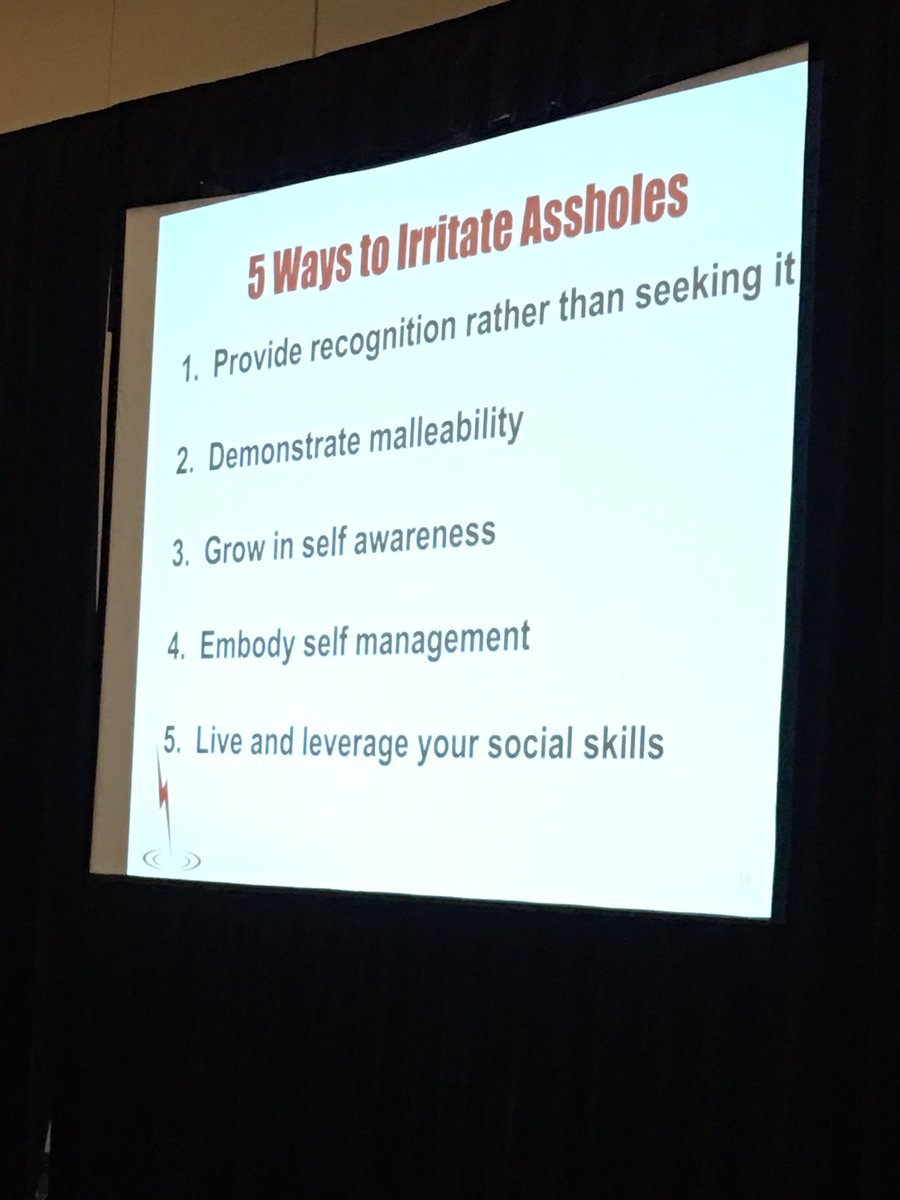 5 Ways to Irritate Assholes
1. Provide recognition rather than seeking it
2. Demonstrate malleability
3. Grow in self awareness
4. Embody self management
5. Live and leverage your social skills
19